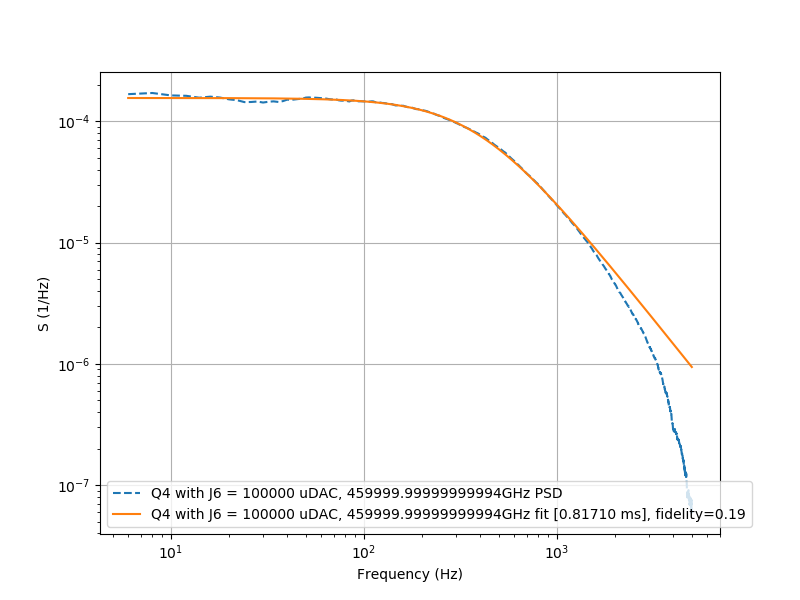 10⁻⁴
10⁻⁵
10⁻⁶
10⁻⁷
S (1/Hz)
Q4 with J6 = 100000 uDAC, 459999.99999999994GHz PSD
Q4 with J6 = 100000 uDAC, 459999.99999999994GHz fit [0.81710 ms], fidelity=0.19
10¹ 10² 10³
Frequency (Hz)